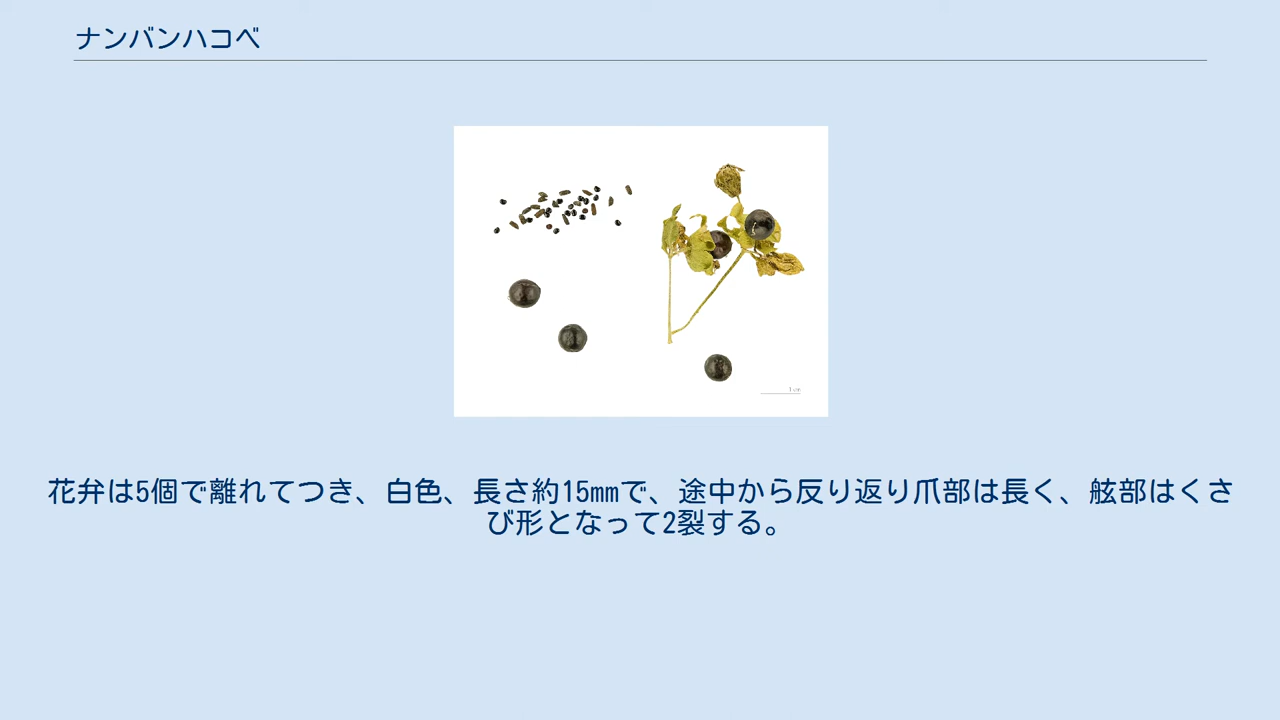 ナンバンハコベ
1 cm
花弁は5個で離れてつき、白色、長さ約15mmで、途中から反り返り爪部は長く、舷部はくさ
び形となって2裂する。